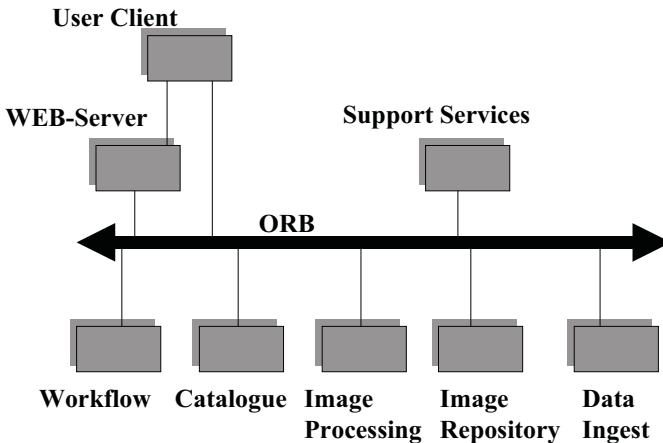 User Client
WEB-Server
Support Services
ORB
Workflow
Catalogue
Image
Processing
Image
Repository
Data
Ingest